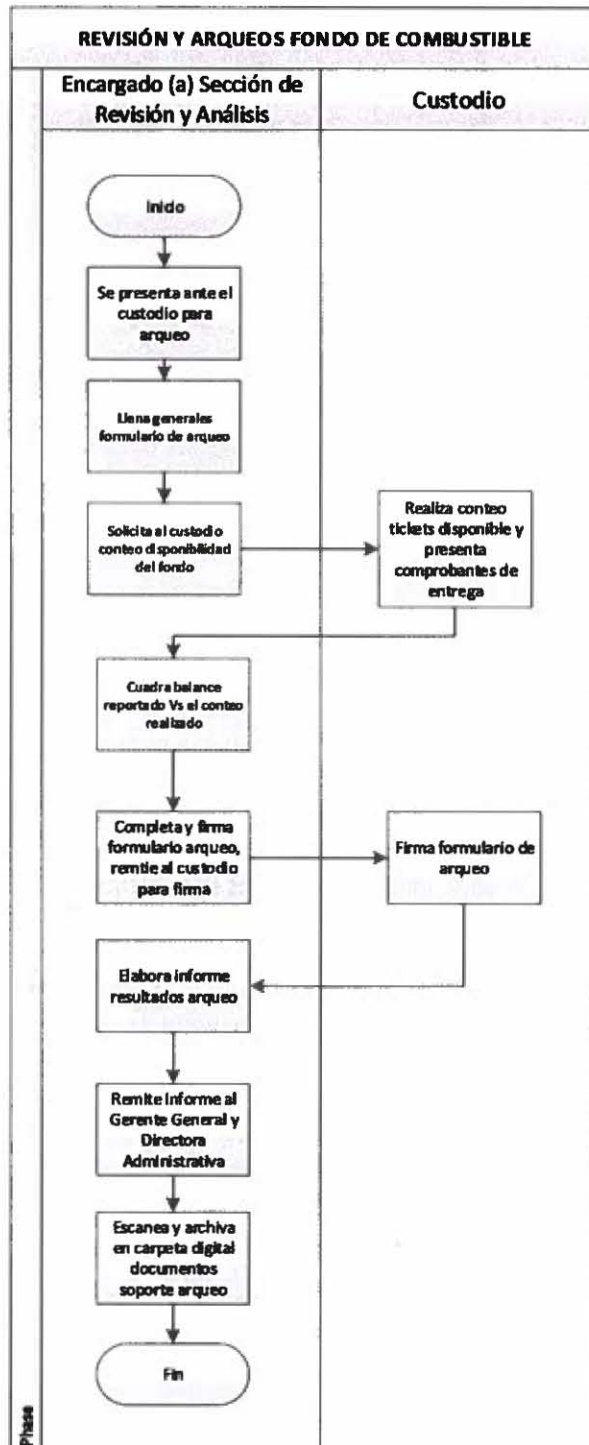 REVISIÓN Y ARQUEOS FONDO DE COMBUSTIBLE
Encargado (a) Sección de
Revisión y Análisis
Custodio
Inicio
Se presenta ante el
custodio para
arqueo
Llena generales
formulario de arqueo
Solicita al custodio
conteo disponibilidad
del fondo
Realiza conteo
tickets disponible y
presenta
comprobantes de
entrega
Cuadra balance
reportado Vs el conteo
realizado
Completa y firma
formulario arqueo,
remtie al custodio
para firma
Firma formulario de
arqueo
Elabora informe
resultados arqueo
Remite informe al
Gerente General y
Directora
Administrativa
Escanea y archiva
en carpeta digital
documentos
soporte arqueo
Fin
Phase